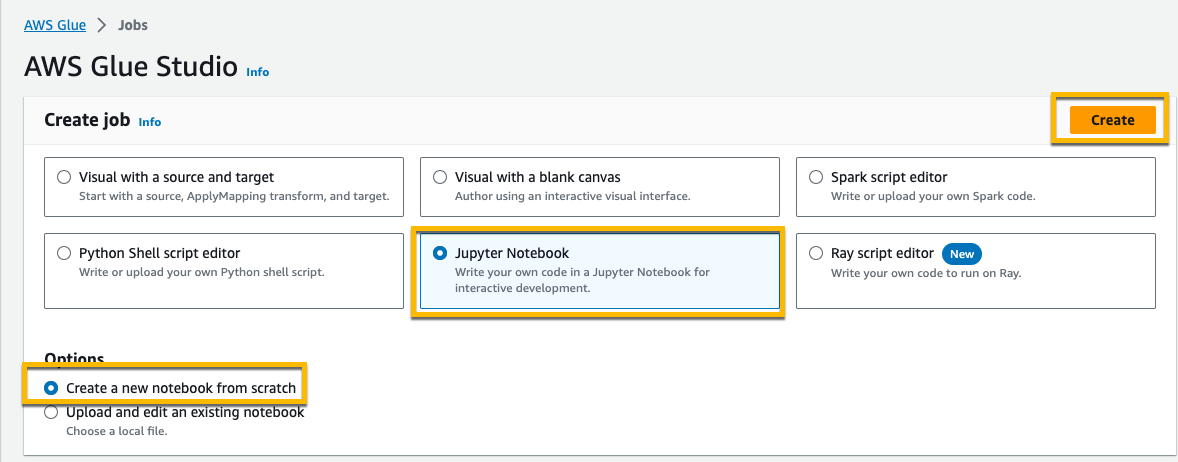 AWS Glue > Jobs
AWS Glue Studio Info
Create job Info
Create
Visual with a source and target
Start with a source, ApplyMapping transform, and target.
Visual with a blank canvas
Author using an interactive visual interface.
Spark script editor
Write or upload your own Spark code.
Python Shell script editor
Write or upload your own Python shell script.
Jupyter Notebook
Write your own code in a Jupyter Notebook for
interactive development.
Ray script editor New
Write your own code to run on Ray.
Options
Create a new notebook from scratch
Upload and edit an existing notebook
Choose a local file.